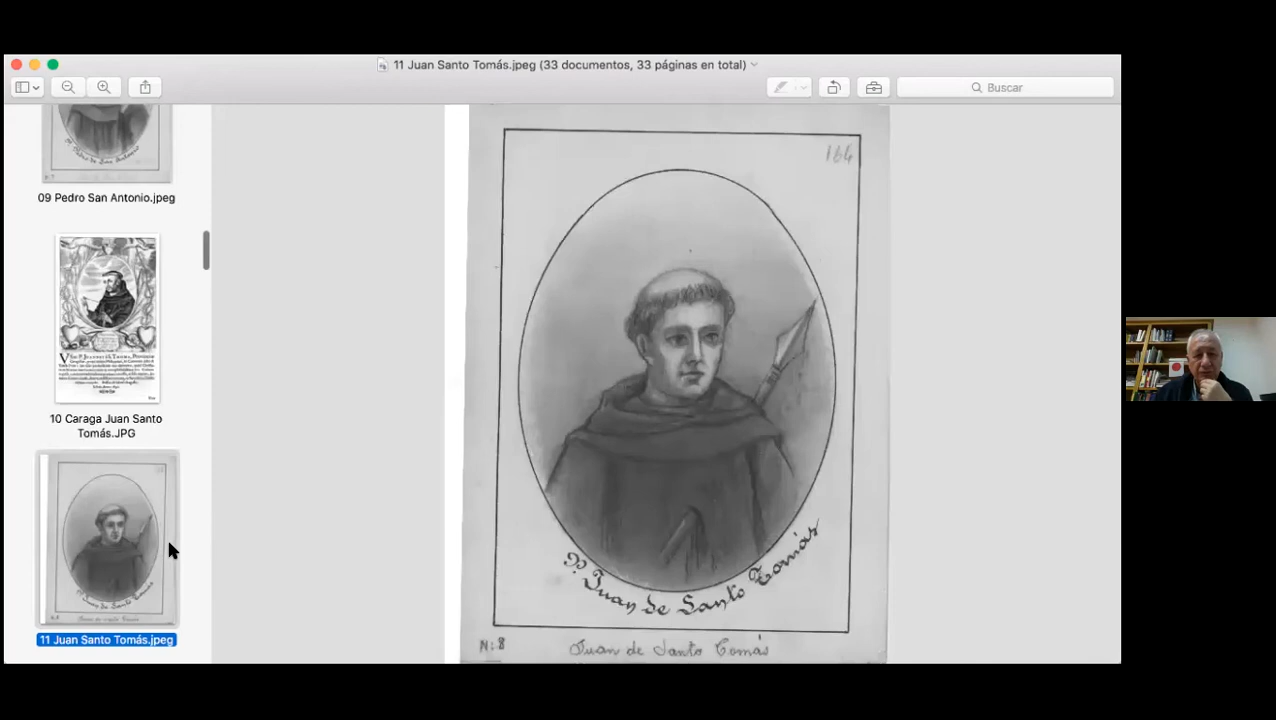 11 Juan Santo Tomás.jpeg (33 documentos, 33 páginas en total)
Buscar
09 Pedro San Antonio.jpeg
10 Caraga Juan Santo
Tomás.JPG
11 Juan Santo Tomás.jpeg
164
P. Juan de Santo Tomás
N: 8
Juan de Santo Tomás